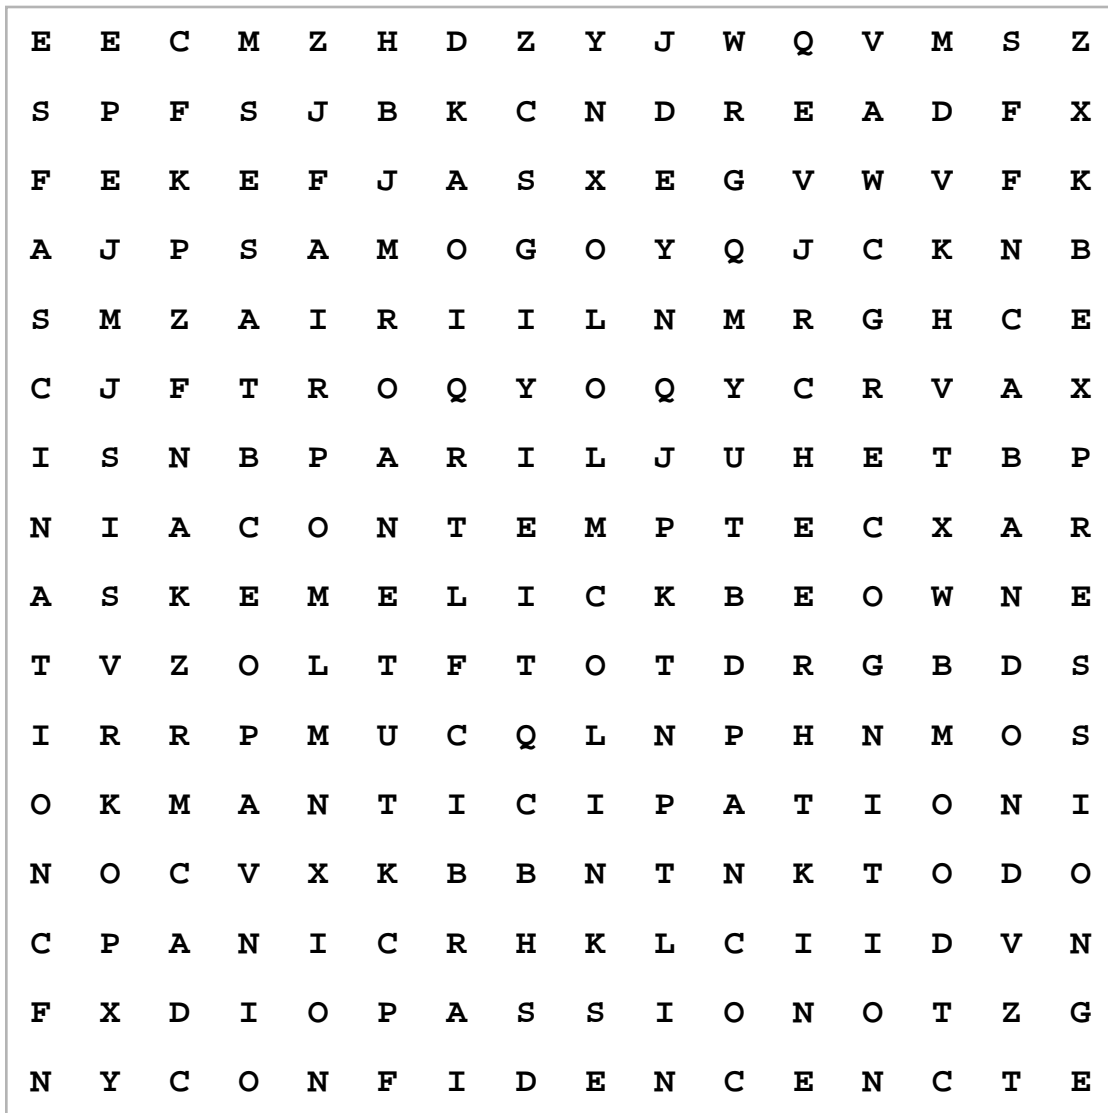 E E C M Z H D Z Y J W Q V M S Z
S P F S J B K C N D R E A D F X
F E K E F J A S X E G V W V F K
A J P S A M O G O Y Q J C K N B
S M Z A I R I I L N M R G H C E
C J F T R O Q Y O Q Y C R V A X
I S N B P A R I L J U H E T B P
N I A C O N T E M P T E C X A R
A S K E M E L I C K B E O W N E
T V Z O L T F T O T D R G B D S
I R R P M U C Q L N P H N M O S
O K M A N T I C I P A T I O N I
N O C V X K B B N T N K T O D O
C P A N I C R H K L C I I D V N
F X D I O P A S S I O N O T Z G
N Y C O N F I D E N C E N C T E